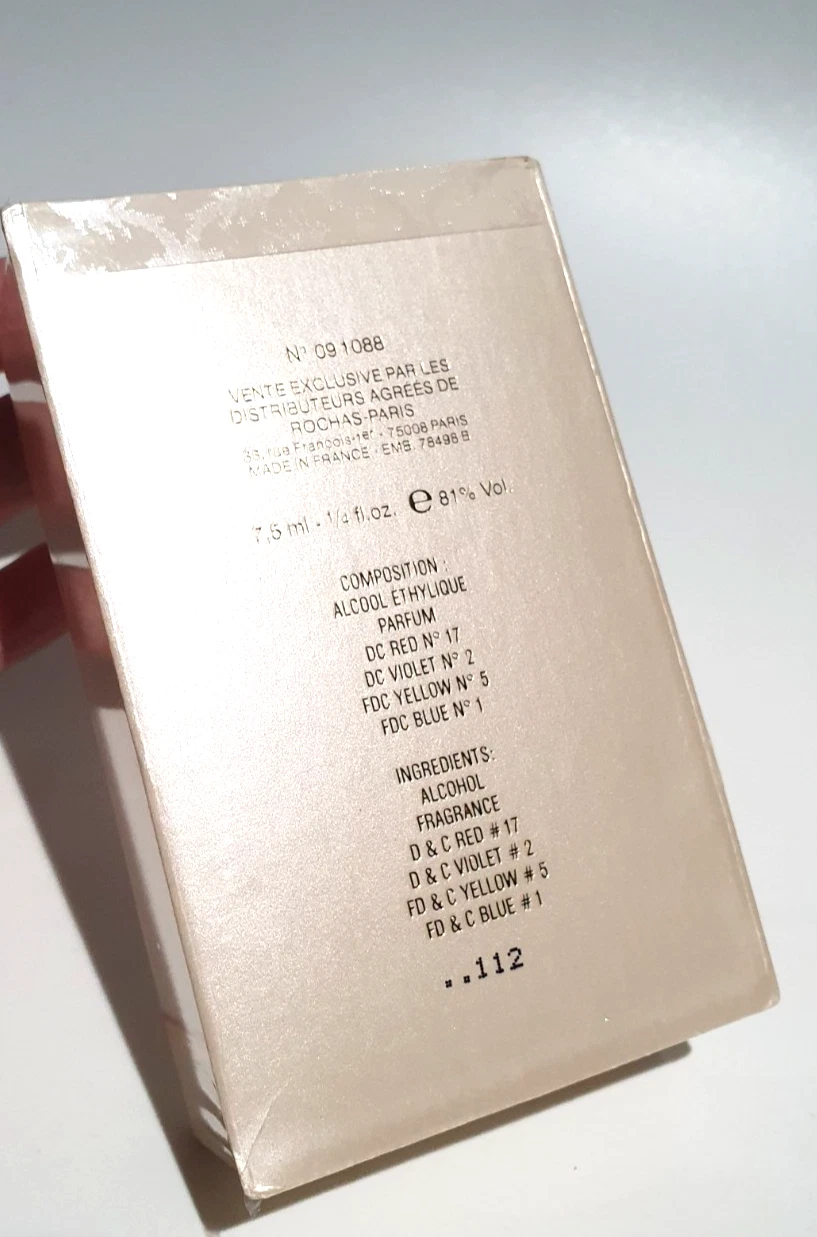 N° 091088
VENTE EXCLUSIVE PAR LES
DISTRIBUTEURS AGRÉÉS DE
ROCHAS-PARIS
33, rue François-1er - 75008 PARIS
MADE IN FRANCE - EMB. 78498 B
7,5 ml - 1/4 fl.oz. ℮ 81% Vol.
COMPOSITION :
ALCOOL ÉTHYLIQUE
PARFUM
DC RED N° 17
DC VIOLET N° 2
FDC YELLOW N° 5
FDC BLUE N° 1
INGREDIENTS:
ALCOHOL
FRAGRANCE
D & C RED # 17
D & C VIOLET # 2
FD & C YELLOW # 5
FD & C BLUE # 1
..112